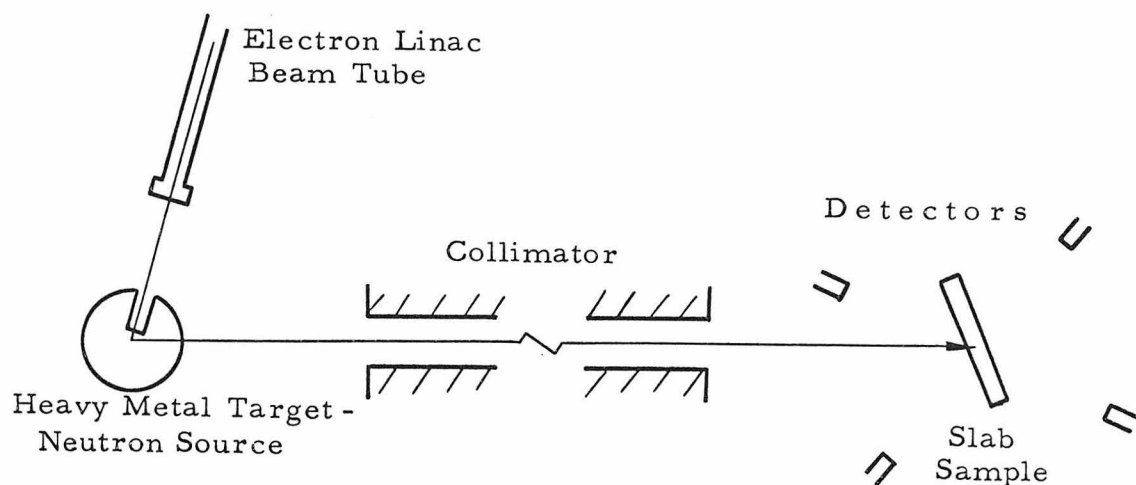 Electron Linac
Beam Tube
Detectors
Collimator
Heavy Metal Target -
Neutron Source
Slab
Sample